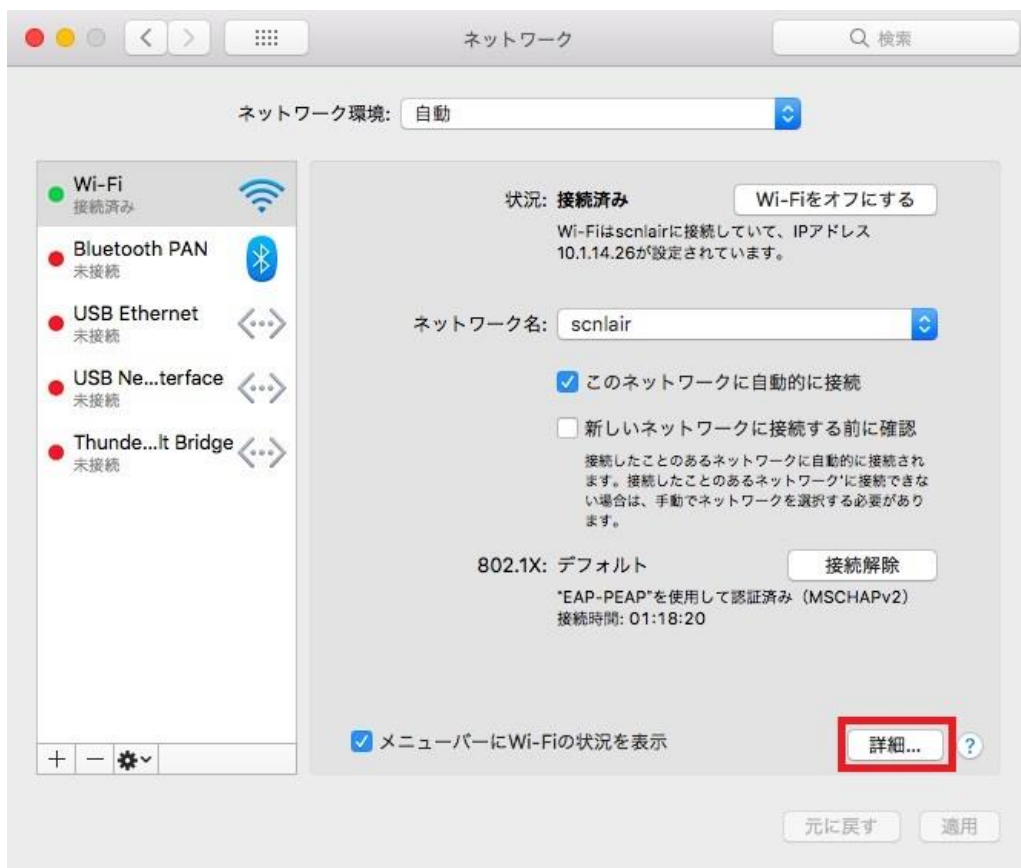 ネットワーク
検索
ネットワーク環境: 自動
Wi-Fi
接続済み
Bluetooth PAN
未接続
USB Ethernet
未接続
USB Ne...terface
未接続
Thunde...lt Bridge
未接続
状況: 接続済み
Wi-Fiをオフにする
Wi-Fiはscnlairに接続していて、IPアドレス
10.1.14.26が設定されています。
ネットワーク名: scnlair
このネットワークに自動的に接続
新しいネットワークに接続する前に確認
接続したことのあるネットワークに自動的に接続され
ます。接続したことのあるネットワーク'に接続できな
い場合は、手動でネットワークを選択する必要があり
ます。
802.1X: デフォルト
接続解除
"EAP-PEAP"を使用して認証済み（MSCHAPv2）
接続時間: 01:18:20
メニューバーにWi-Fiの状況を表示
詳細...
?
元に戻す
適用